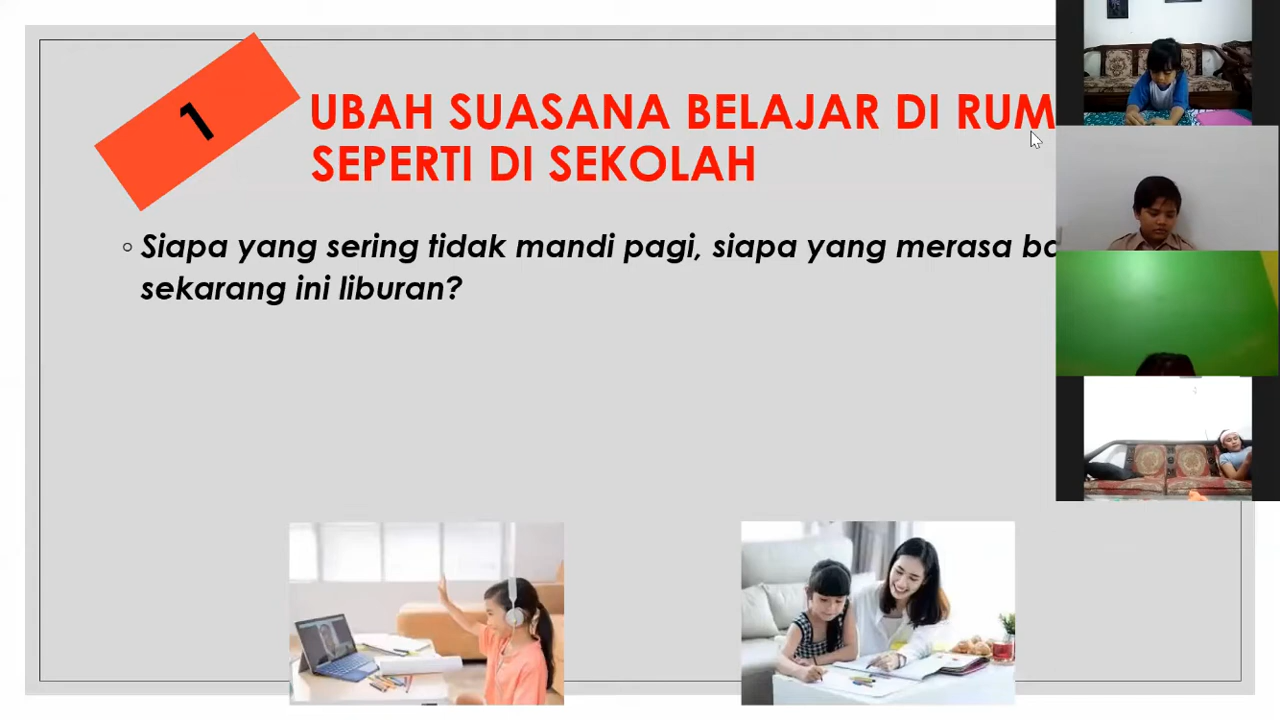 1
UBAH SUASANA BELAJAR DI RUM
SEPERTI DI SEKOLAH
Siapa yang sering tidak mandi pagi, siapa yang merasa
sekarang ini liburan?